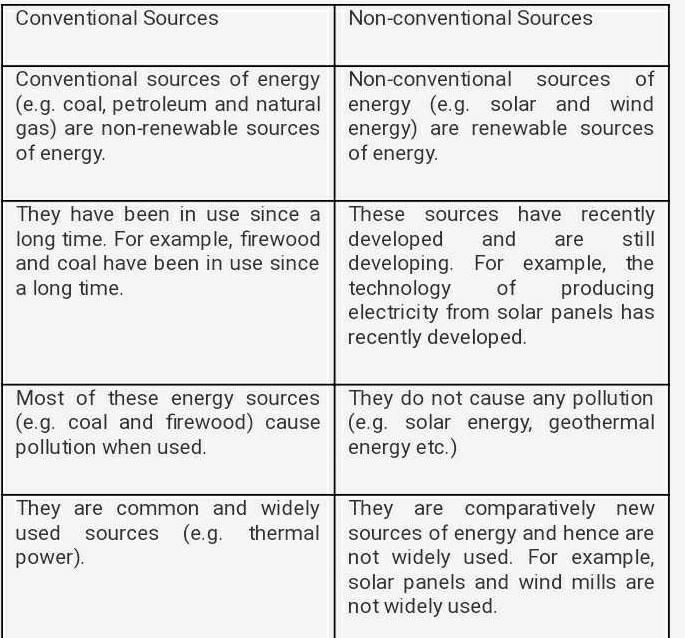 Conventional Sources
Non-conventional Sources
Conventional sources of energy
(e.g. coal, petroleum and natural
gas) are non-renewable sources
of energy.
Non-conventional sources of
energy (e.g. solar and wind
energy) are renewable sources
of energy.
They have been in use since a
long time. For example, firewood
and coal have been in use since
a long time.
These sources have recently
developed and are still
developing. For example, the
technology of producing
electricity from solar panels has
recently developed.
Most of these energy sources
(e.g. coal and firewood) cause
pollution when used.
They do not cause any pollution
(e.g. solar energy, geothermal
energy etc.)
They are common and widely
used sources (e.g. thermal
power).
They are comparatively new
sources of energy and hence are
not widely used. For example,
solar panels and wind mills are
not widely used.